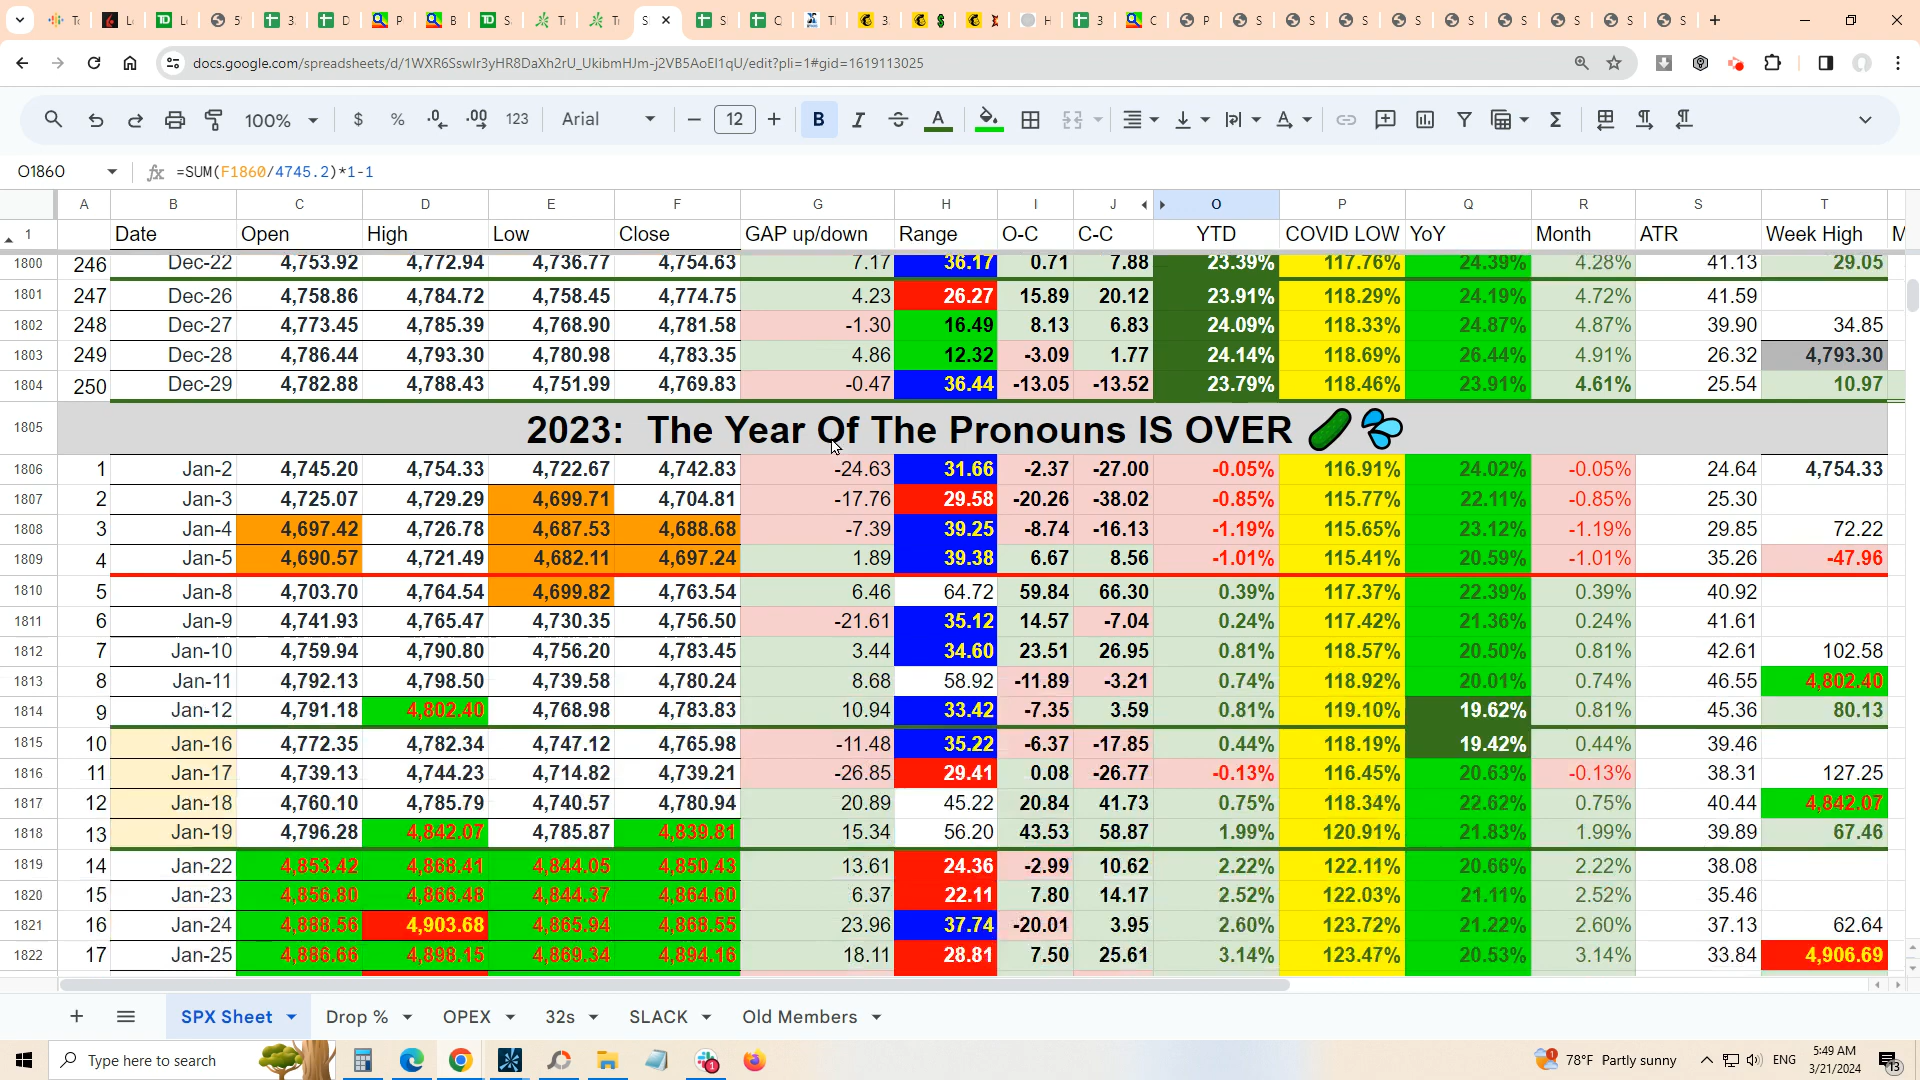 docs.google.com/spreadsheets/d/1WXR6SswIr3yHR8DaXh2rU_UkibmHJm-j2VB5AoEI1qU/edit?pli=1#gid=1619113025
100% $ % .0 .00 123 Arial 12 B I A
O1860 =SUM(F1860/4745.2)*1-1
A B C D E F G H I J O P Q R S T
1 Date Open High Low Close GAP up/down Range O-C C-C YTD COVID LOW YoY Month ATR Week High M
1800 246 Dec-22 4,753.92 4,772.94 4,736.77 4,754.63 7.17 36.17 0.71 7.88 23.39% 117.76% 24.39% 4.28% 41.13 29.05
1801 247 Dec-26 4,758.86 4,784.72 4,758.45 4,774.75 4.23 26.27 15.89 20.12 23.91% 118.29% 24.19% 4.72% 41.59
1802 248 Dec-27 4,773.45 4,785.39 4,768.90 4,781.58 -1.30 16.49 8.13 6.83 24.09% 118.33% 24.87% 4.87% 39.90 34.85
1803 249 Dec-28 4,786.44 4,793.30 4,780.98 4,783.35 4.86 12.32 -3.09 1.77 24.14% 118.69% 26.44% 4.91% 26.32 4,793.30
1804 250 Dec-29 4,782.88 4,788.43 4,751.99 4,769.83 -0.47 36.44 -13.05 -13.52 23.79% 118.46% 23.91% 4.61% 25.54 10.97
1805 2023: The Year Of The Pronouns IS OVER 🥒💦
1806 1 Jan-2 4,745.20 4,754.33 4,722.67 4,742.83 -24.63 31.66 -2.37 -27.00 -0.05% 116.91% 24.02% -0.05% 24.64 4,754.33
1807 2 Jan-3 4,725.07 4,729.29 4,699.71 4,704.81 -17.76 29.58 -20.26 -38.02 -0.85% 115.77% 22.11% -0.85% 25.30
1808 3 Jan-4 4,697.42 4,726.78 4,687.53 4,688.68 -7.39 39.25 -8.74 -16.13 -1.19% 115.65% 23.12% -1.19% 29.85 72.22
1809 4 Jan-5 4,690.57 4,721.49 4,682.11 4,697.24 1.89 39.38 6.67 8.56 -1.01% 115.41% 20.59% -1.01% 35.26 -47.96
1810 5 Jan-8 4,703.70 4,764.54 4,699.82 4,763.54 6.46 64.72 59.84 66.30 0.39% 117.37% 22.39% 0.39% 40.92
1811 6 Jan-9 4,741.93 4,765.47 4,730.35 4,756.50 -21.61 35.12 14.57 -7.04 0.24% 117.42% 21.36% 0.24% 41.61
1812 7 Jan-10 4,759.94 4,790.80 4,756.20 4,783.45 3.44 34.60 23.51 26.95 0.81% 118.57% 20.50% 0.81% 42.61 102.58
1813 8 Jan-11 4,792.13 4,798.50 4,739.58 4,780.24 8.68 58.92 -11.89 -3.21 0.74% 118.92% 20.01% 0.74% 46.55 4,802.40
1814 9 Jan-12 4,791.18 4,802.40 4,768.98 4,783.83 10.94 33.42 -7.35 3.59 0.81% 119.10% 19.62% 0.81% 45.36 80.13
1815 10 Jan-16 4,772.35 4,782.34 4,747.12 4,765.98 -11.48 35.22 -6.37 -17.85 0.44% 118.19% 19.42% 0.44% 39.46
1816 11 Jan-17 4,739.13 4,744.23 4,714.82 4,739.21 -26.85 29.41 0.08 -26.77 -0.13% 116.45% 20.63% -0.13% 38.31 127.25
1817 12 Jan-18 4,760.10 4,785.79 4,740.57 4,780.94 20.89 45.22 20.84 41.73 0.75% 118.34% 22.62% 0.75% 40.44 4,842.07
1818 13 Jan-19 4,796.28 4,842.07 4,785.87 4,839.81 15.34 56.20 43.53 58.87 1.99% 120.91% 21.83% 1.99% 39.89 67.46
1819 14 Jan-22 4,853.42 4,868.41 4,844.05 4,850.43 13.61 24.36 -2.99 10.62 2.22% 122.11% 20.66% 2.22% 38.08
1820 15 Jan-23 4,856.80 4,866.48 4,844.37 4,864.60 6.37 22.11 7.80 14.17 2.52% 122.03% 21.11% 2.52% 35.46
1821 16 Jan-24 4,888.56 4,903.68 4,865.94 4,868.55 23.96 37.74 -20.01 3.95 2.60% 123.72% 21.22% 2.60% 37.13 62.64
1822 17 Jan-25 4,886.66 4,898.15 4,869.34 4,894.16 18.11 28.81 7.50 25.61 3.14% 123.47% 20.53% 3.14% 33.84 4,906.69
SPX Sheet Drop % OPEX 32s SLACK Old Members
Type here to search 78°F Partly sunny ENG 5:49 AM
3/21/2024 13